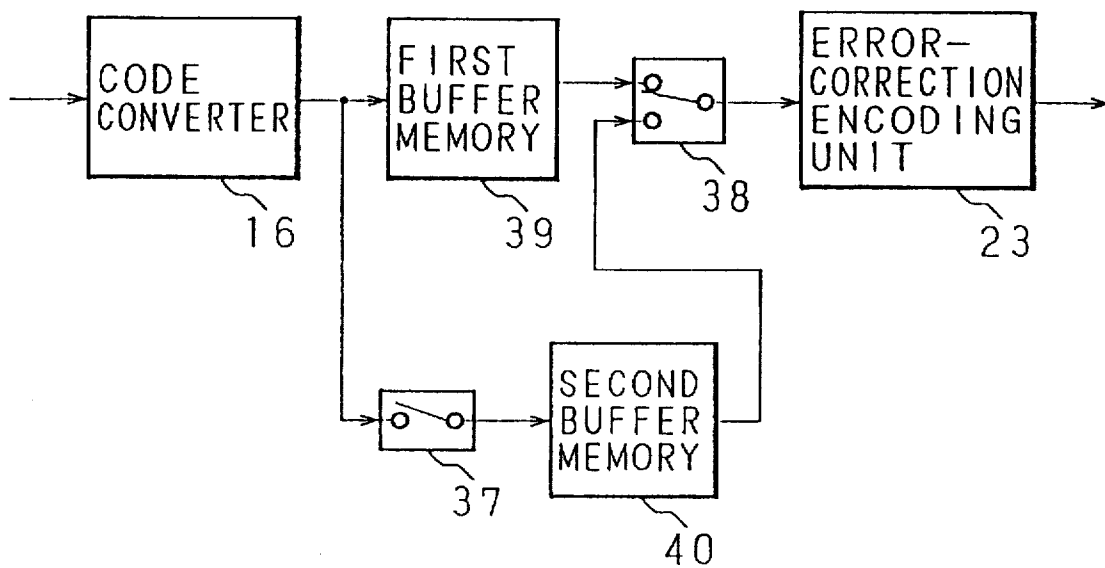 CODE
CONVERTER
16
FIRST
BUFFER
MEMORY
39
38
ERROR-
CORRECTION
ENCODING
UNIT
23
37
SECOND
BUFFER
MEMORY
40